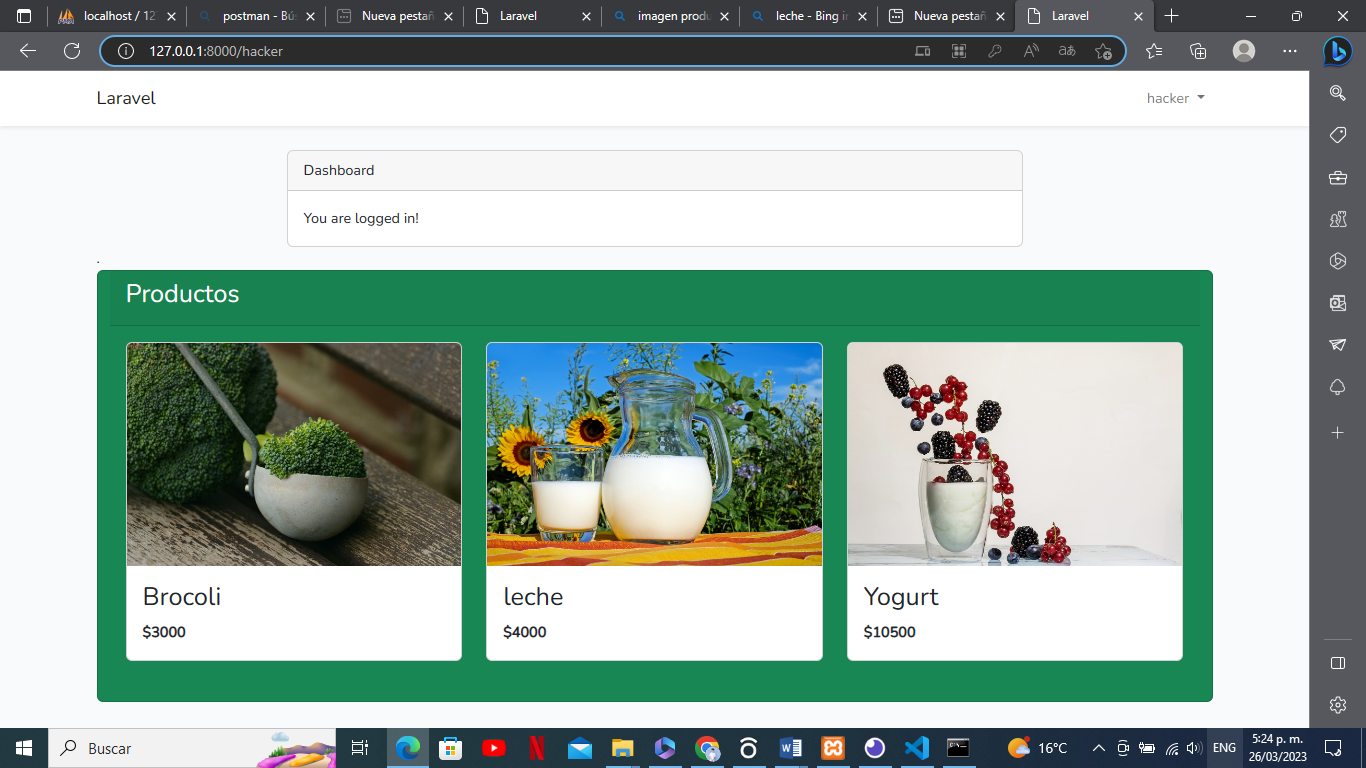 localhost / 12
postman - Bú
Nueva pestañ
Laravel
imagen produ
leche - Bing in
Nueva pestañ
Laravel
127.0.0.1:8000/hacker
Laravel
hacker
Dashboard
You are logged in!
.
Productos
Brocoli
leche
Yogurt
$3000
$4000
$10500
Buscar
16°C
ENG
5:24 p. m.
26/03/2023